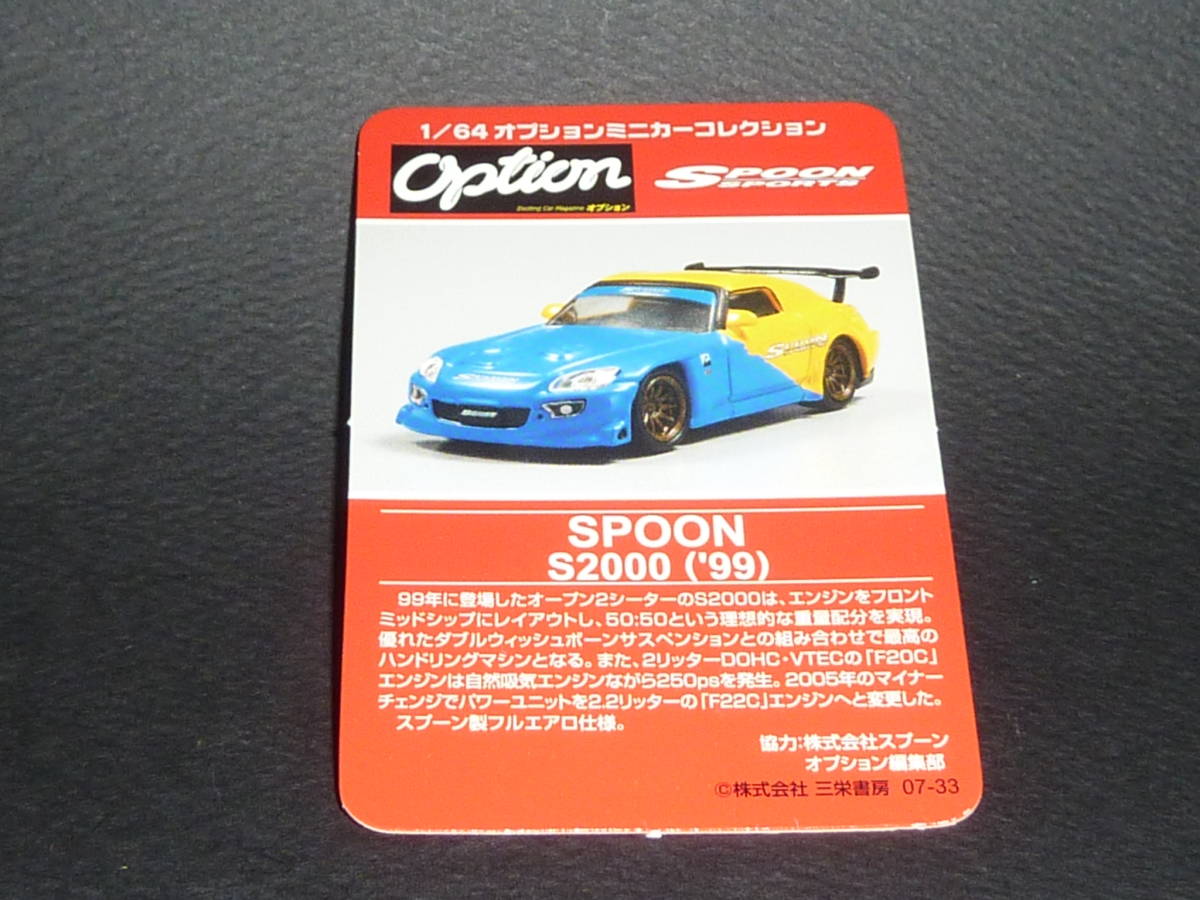 1/64 オプションミニカーコレクション
Option
Exciting Car Magazine オプション
SPOON
SPORTS
SPOON
S2000 ('99)
99年に登場したオープン2シーターのS2000は、エンジンをフロント
ミッドシップにレイアウトし、50:50という理想的な重量配分を実現。
優れたダブルウィッシュボーンサスペンションとの組み合わせで最高の
ハンドリングマシンとなる。また、2リッターDOHC・VTECの「F20C」
エンジンは自然吸気エンジンながら250psを発生。2005年のマイナー
チェンジでパワーユニットを2.2リッターの「F22C」エンジンへと変更した。
スプーン製フルエアロ仕様。
協力:株式会社スプーン
オプション編集部
©株式会社 三栄書房 07-33